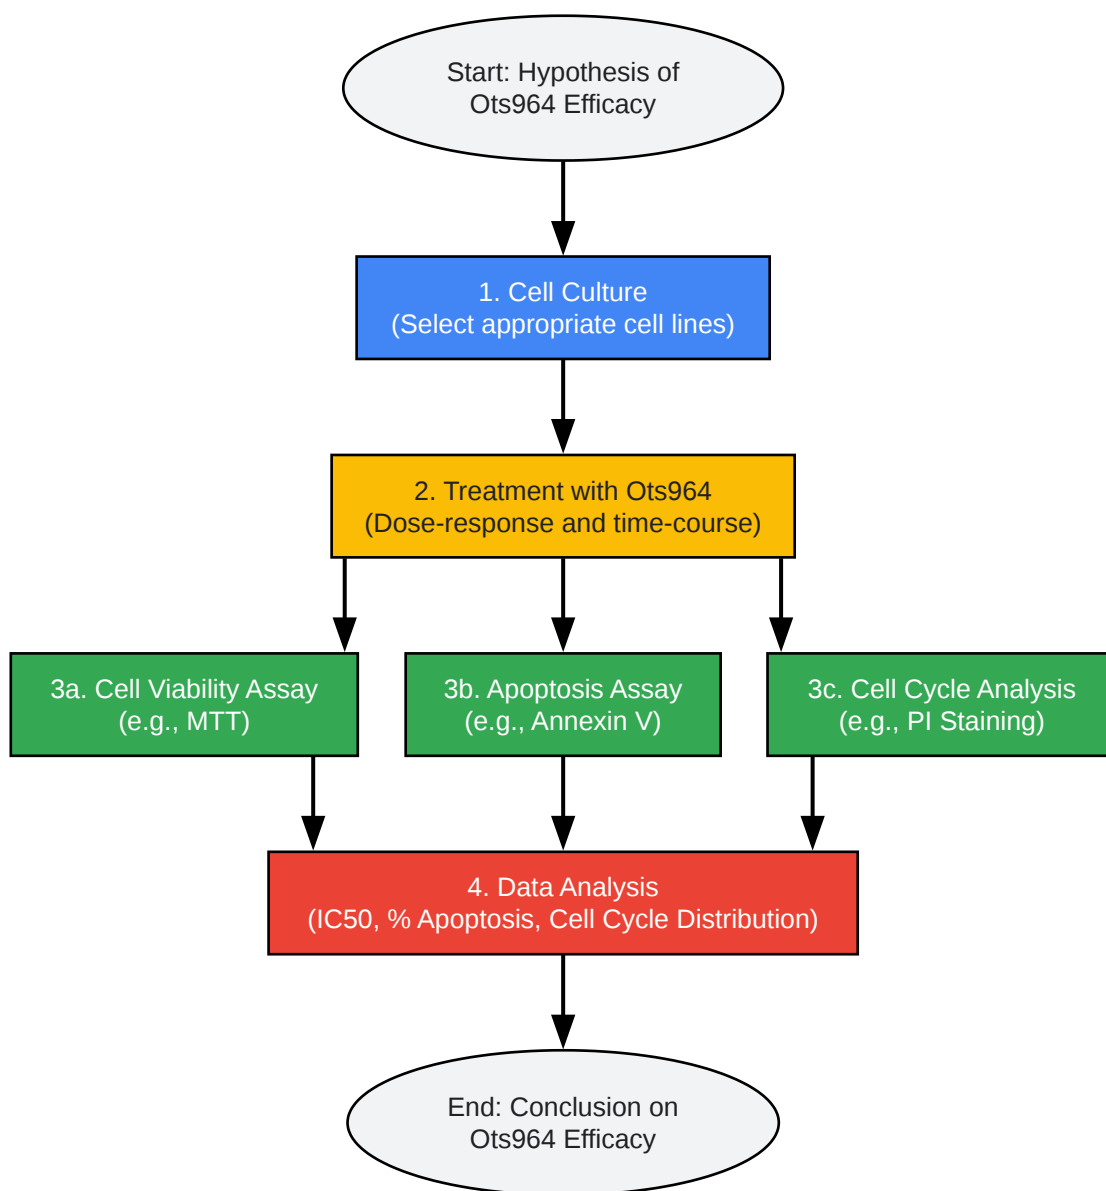 Start: Hypothesis of
Ots964 Efficacy
1. Cell Culture
(Select appropriate cell lines)
2. Treatment with Ots964
(Dose-response and time-course)
3a. Cell Viability Assay
(e.g., MTT)
3b. Apoptosis Assay
(e.g., Annexin V)
3c. Cell Cycle Analysis
(e.g., PI Staining)
4. Data Analysis
(IC50, % Apoptosis, Cell Cycle Distribution)
End: Conclusion on
Ots964 Efficacy